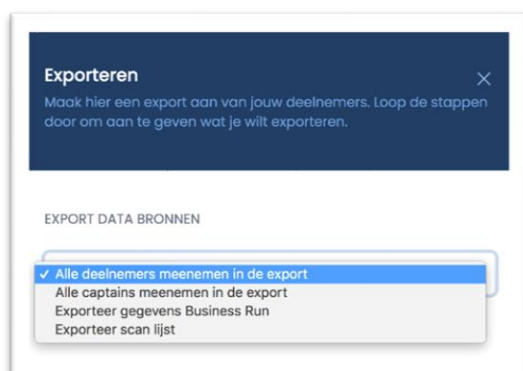 Exporteren
Maak hier een export aan van jouw deelnemers. Loop de stappen
door om aan te geven wat je wilt exporteren.
EXPORT DATA BRONNEN
✓ Alle deelnemers meenemen in de export
Alle captains meenemen in de export
Exporteer gegevens Business Run
Exporteer scan lijst